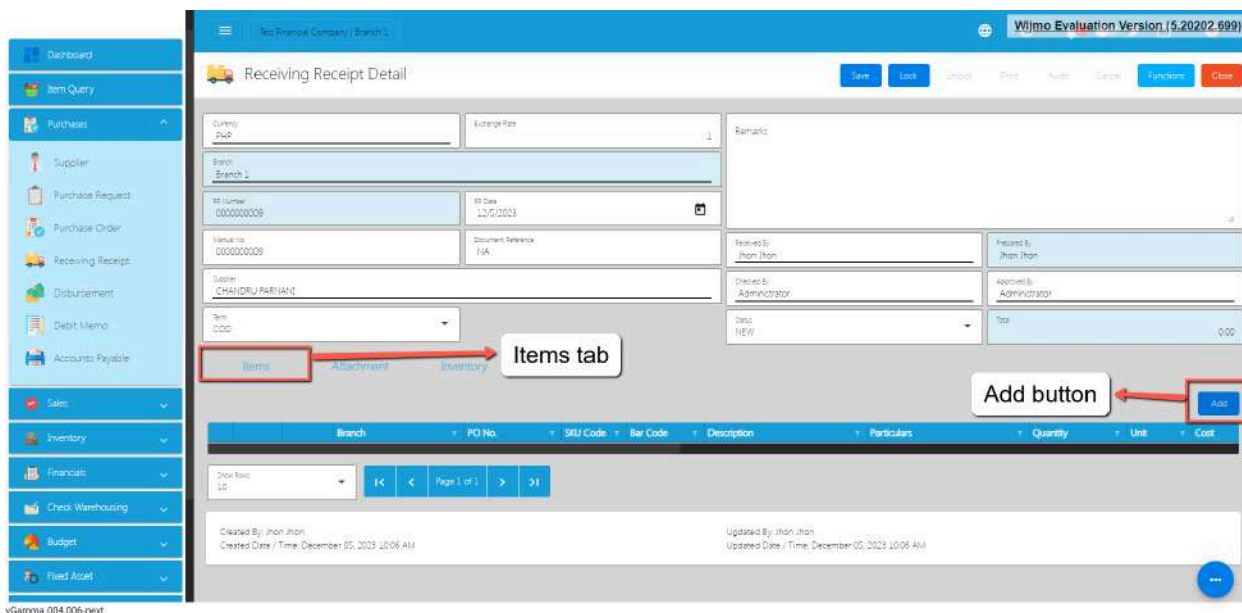 Test Financial Company | Branch 1
Wijmo Evaluation Version (5.20202.699)
Dashboard
Item Query
Purchases
Supplier
Purchase Request
Purchase Order
Receiving Receipt
Disbursement
Debit Memo
Accounts Payable
Sales
Inventory
Financials
Check Warehousing
Budget
Fixed Asset
vGamma.004.006-next
Receiving Receipt Detail
Save Lock Unlock Print Audit Cancel Functions Close
Currency
PHP
Exchange Rate
1
Remarks
Branch
Branch 1
RR Number
0000000009
RR Date
12/5/2023
Manual No.
0000000009
Document Reference
NA
Received By
Jhon Jhon
Prepared By
Jhon Jhon
Supplier
CHANDRU PARNANI
Checked By
Administrator
Approved By
Administrator
Term
COD
Status
NEW
Total
0.00
Items Attachment Inventory
Items tab
Add button
Add
Branch PO No. SKU Code Bar Code Description Particulars Quantity Unit Cost
Show Rows
10
Page 1 of 1
Created By: Jhon Jhon
Created Date / Time: December 05, 2023 10:06 AM
Updated By: Jhon Jhon
Updated Date / Time: December 05, 2023 10:06 AM